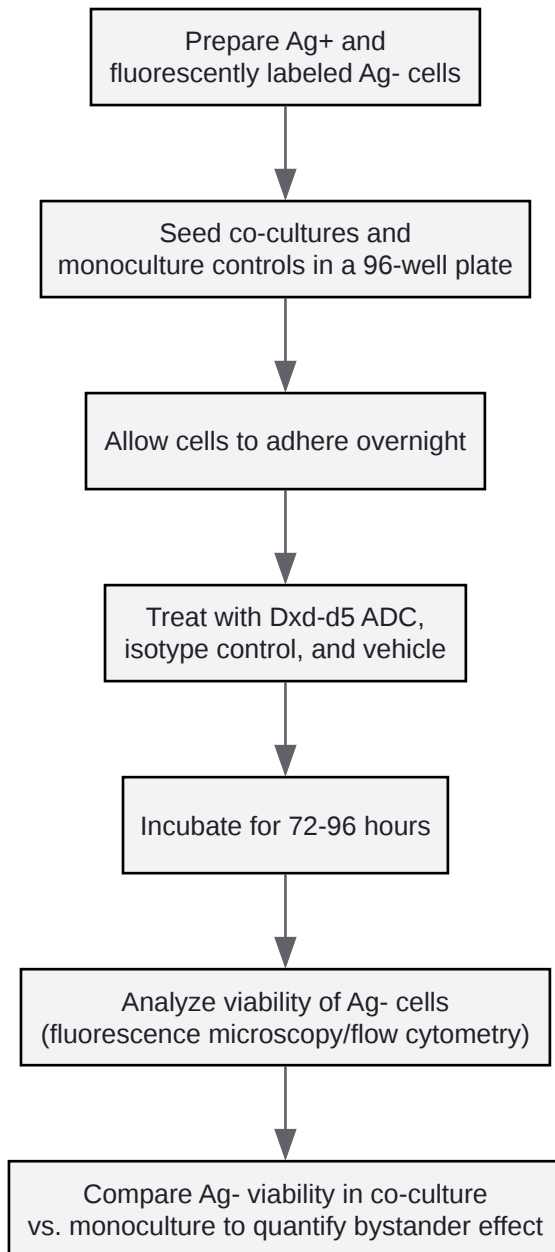 Prepare Ag+ and
fluorescently labeled Ag- cells
Seed co-cultures and
monoculture controls in a 96-well plate
Allow cells to adhere overnight
Treat with Dxd-d5 ADC,
isotype control, and vehicle
Incubate for 72-96 hours
Analyze viability of Ag- cells
(fluorescence microscopy/flow cytometry)
Compare Ag- viability in co-culture
vs. monoculture to quantify bystander effect